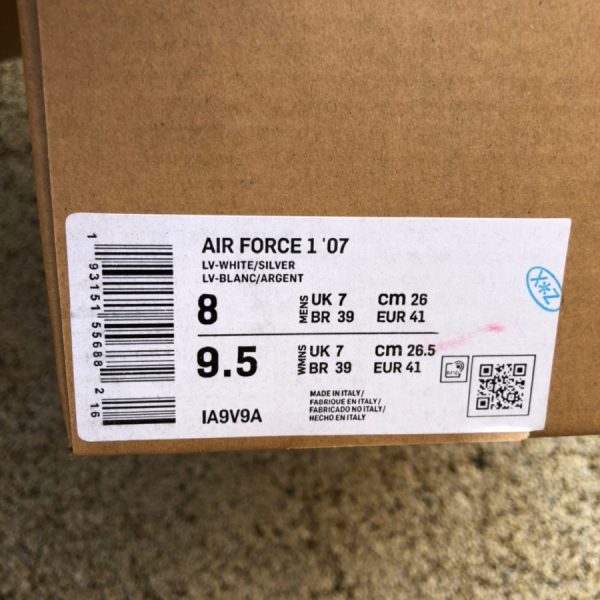 AIR FORCE 1 '07
LV-WHITE/SILVER
LV-BLANC/ARGENT
8 MENS UK 7 cm 26
BR 39 EUR 41
9.5 WMNS UK 7 cm 26.5
BR 39 EUR 41
IA9V9A
MADE IN ITALY/
FABRIQUE EN ITALY/
FABRICADO NO ITALY/
HECHO EN ITALY
1 93151 55688 2 16
Z*X